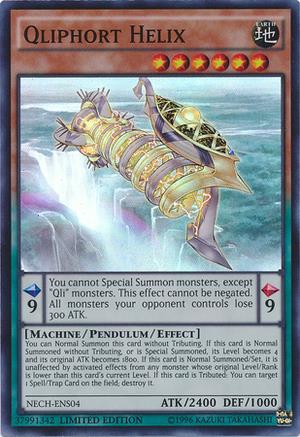 Qliphort Helix
EARTH
地
You cannot Special Summon monsters, except
"Qli" monsters. This effect cannot be negated.
9
All monsters your opponent controls lose
9
300 ATK.
[Machine/Pendulum/Effect]
You can Normal Summon this card without Tributing. If this card is Normal
Summoned without Tributing, or is Special Summoned, its Level becomes 4
and its original ATK becomes 1800. If this card is Normal Summoned/Set, it is
unaffected by activated effects from any monster whose original Level/Rank
is lower than this card's current Level. If this card is Tributed: You can target
1 Spell/Trap Card on the field; destroy it.
NECH-ENS04
ATK/2400 DEF/1000
37991342 LIMITED EDITION
©1996 KAZUKI TAKAHASHI